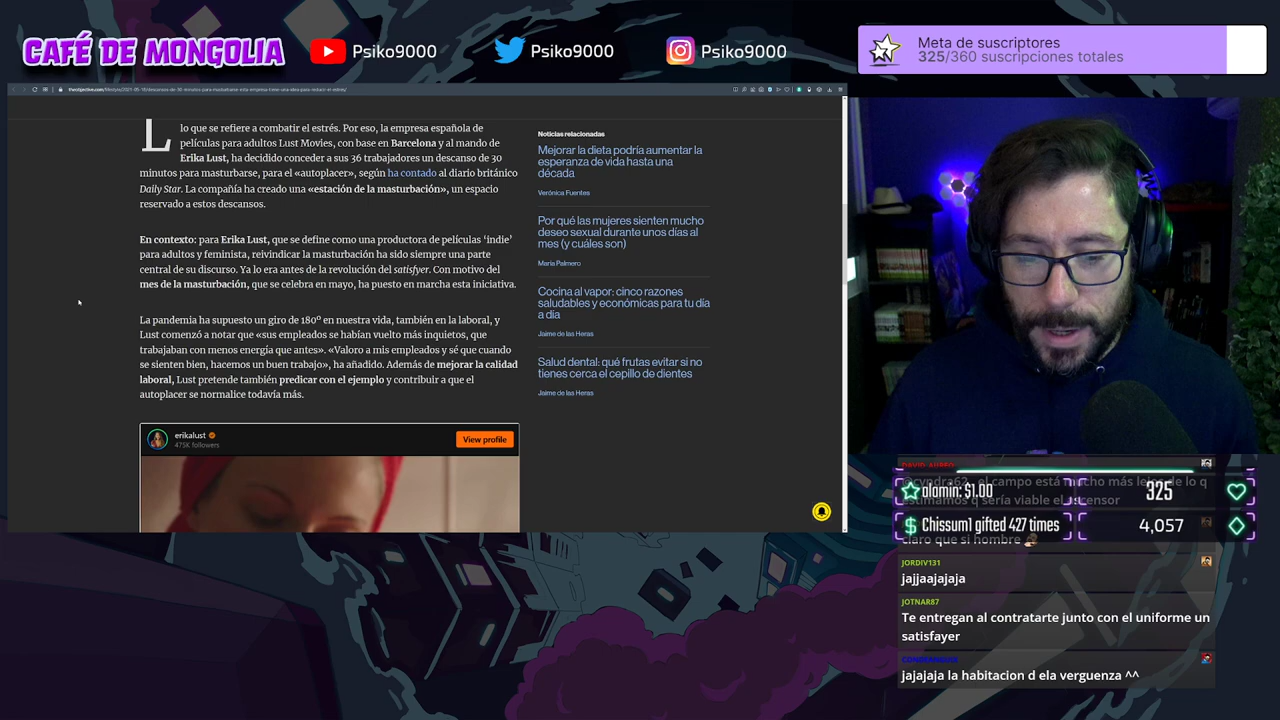 CAFÉ DE MONGOLIA
Psiko9000
Psiko9000
Psiko9000
Meta de suscriptores
325/360 suscripciones totales
L lo que se refiere a combatir el estrés. Por eso, la empresa española de
películas para adultos Lust Movies, con base en Barcelona y al mando de
Erika Lust, ha decidido conceder a sus 36 trabajadores un descanso de 30
minutos para masturbarse, para el «autoplacer», según ha contado al diario británico
Daily Star. La compañía ha creado una «estación de la masturbación», un espacio
reservado a estos descansos.
En contexto: para Erika Lust, que se define como una productora de películas ‘indie’
para adultos y feminista, reivindicar la masturbación ha sido siempre una parte
central de su discurso. Ya lo era antes de la revolución del satisfyer. Con motivo del
mes de la masturbación, que se celebra en mayo, ha puesto en marcha esta iniciativa.
La pandemia ha supuesto un giro de 180º en nuestra vida, también en la laboral, y
Lust comenzó a notar que «sus empleados se habían vuelto más inquietos, que
trabajaban con menos energía que antes». «Valoro a mis empleados y sé que cuando
se sienten bien, hacemos un buen trabajo», ha añadido. Además de mejorar la calidad
laboral, Lust pretende también predicar con el ejemplo y contribuir a que el
autoplacer se normalice todavía más.
erikalust
475K followers
View profile
Noticias relacionadas
Mejorar la dieta podría aumentar la
esperanza de vida hasta una
década
Verónica Fuentes
Por qué las mujeres sienten mucho
deseo sexual durante unos días al
mes (y cuáles son)
María Palmero
Cocina al vapor: cinco razones
saludables y económicas para tu día
a día
Jaime de las Heras
Salud dental: qué frutas evitar si no
tienes cerca el cepillo de dientes
Jaime de las Heras
alamin: $1.00
325
Chissum1 gifted 427 times
4,057
claro que si hombre
JORDIV131
jajjaajajaja
JOTNAR87
Te entregan al contratarte junto con el uniforme un
satisfayer
jajajaja la habitacion d ela verguenza ^^